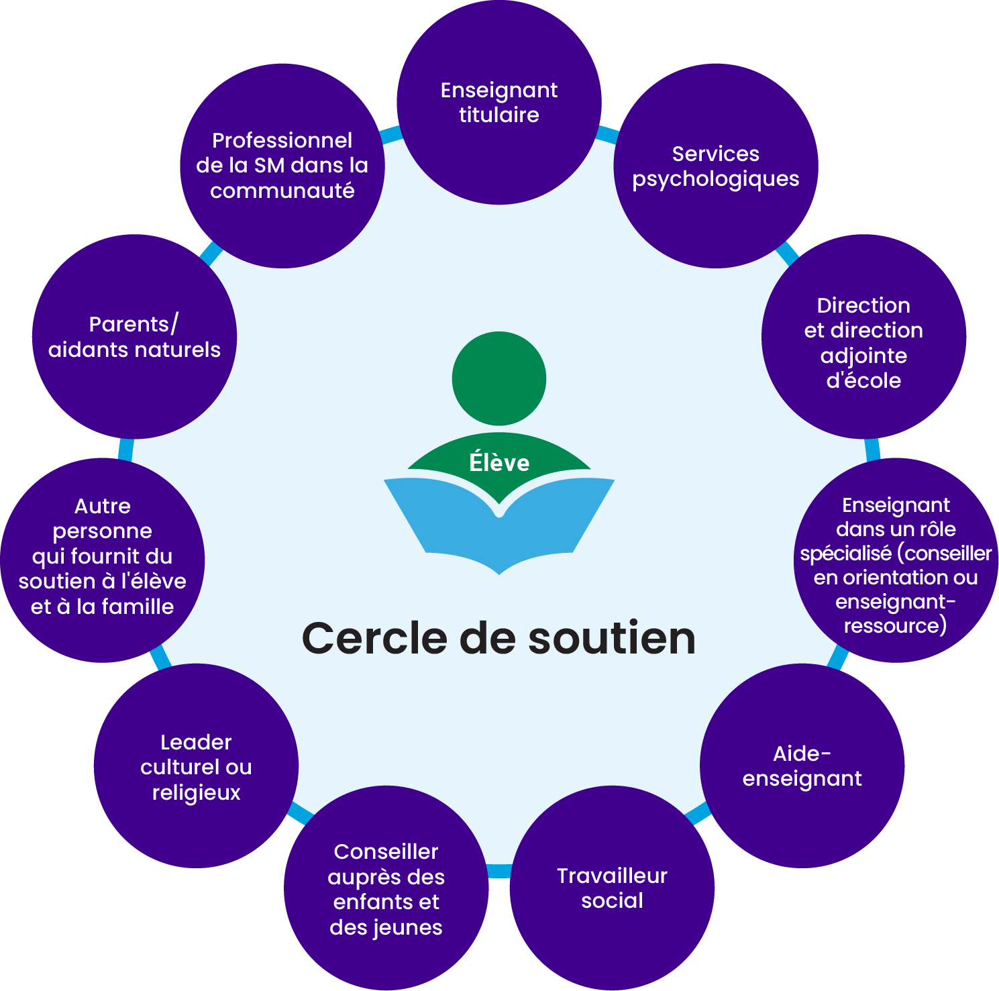 Enseignant
titulaire
Services
psychologiques
Direction
et direction
adjointe
d'école
Enseignant
dans un rôle
spécialisé (conseiller
en orientation ou
enseignant-
ressource)
Aide-
enseignant
Travailleur
social
Conseiller
auprès des
enfants et
des jeunes
Leader
culturel ou
religieux
Autre
personne
qui fournit du
soutien à l'élève
et à la famille
Parents/
aidants naturels
Professionnel
de la SM dans la
communauté
Élève
Cercle de soutien